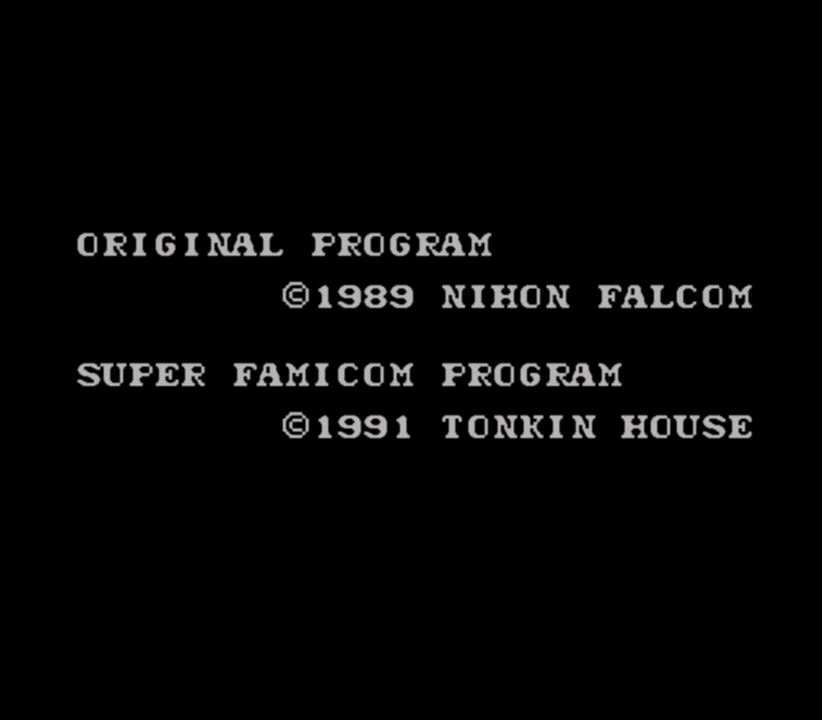 ORIGINAL PROGRAM
©1989 NIHON FALCOM
SUPER FAMICOM PROGRAM
©1991 TONKIN HOUSE